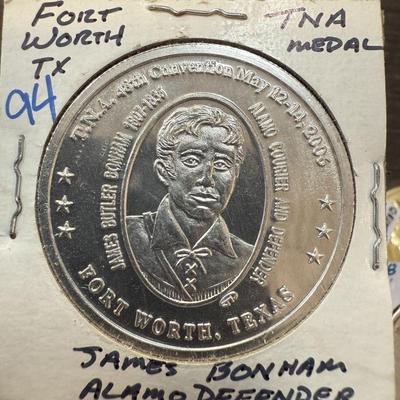 FORT
WORTH
TX
94
TNA
MEDAL
T.N.A. 48th Convention May 12-14, 2006
JAMES BUTLER BONHAM 1807-1836
ALAMO COURIER AND DEFENDER
FORT WORTH, TEXAS
JAMES BONHAM
ALAMO DEFENDER